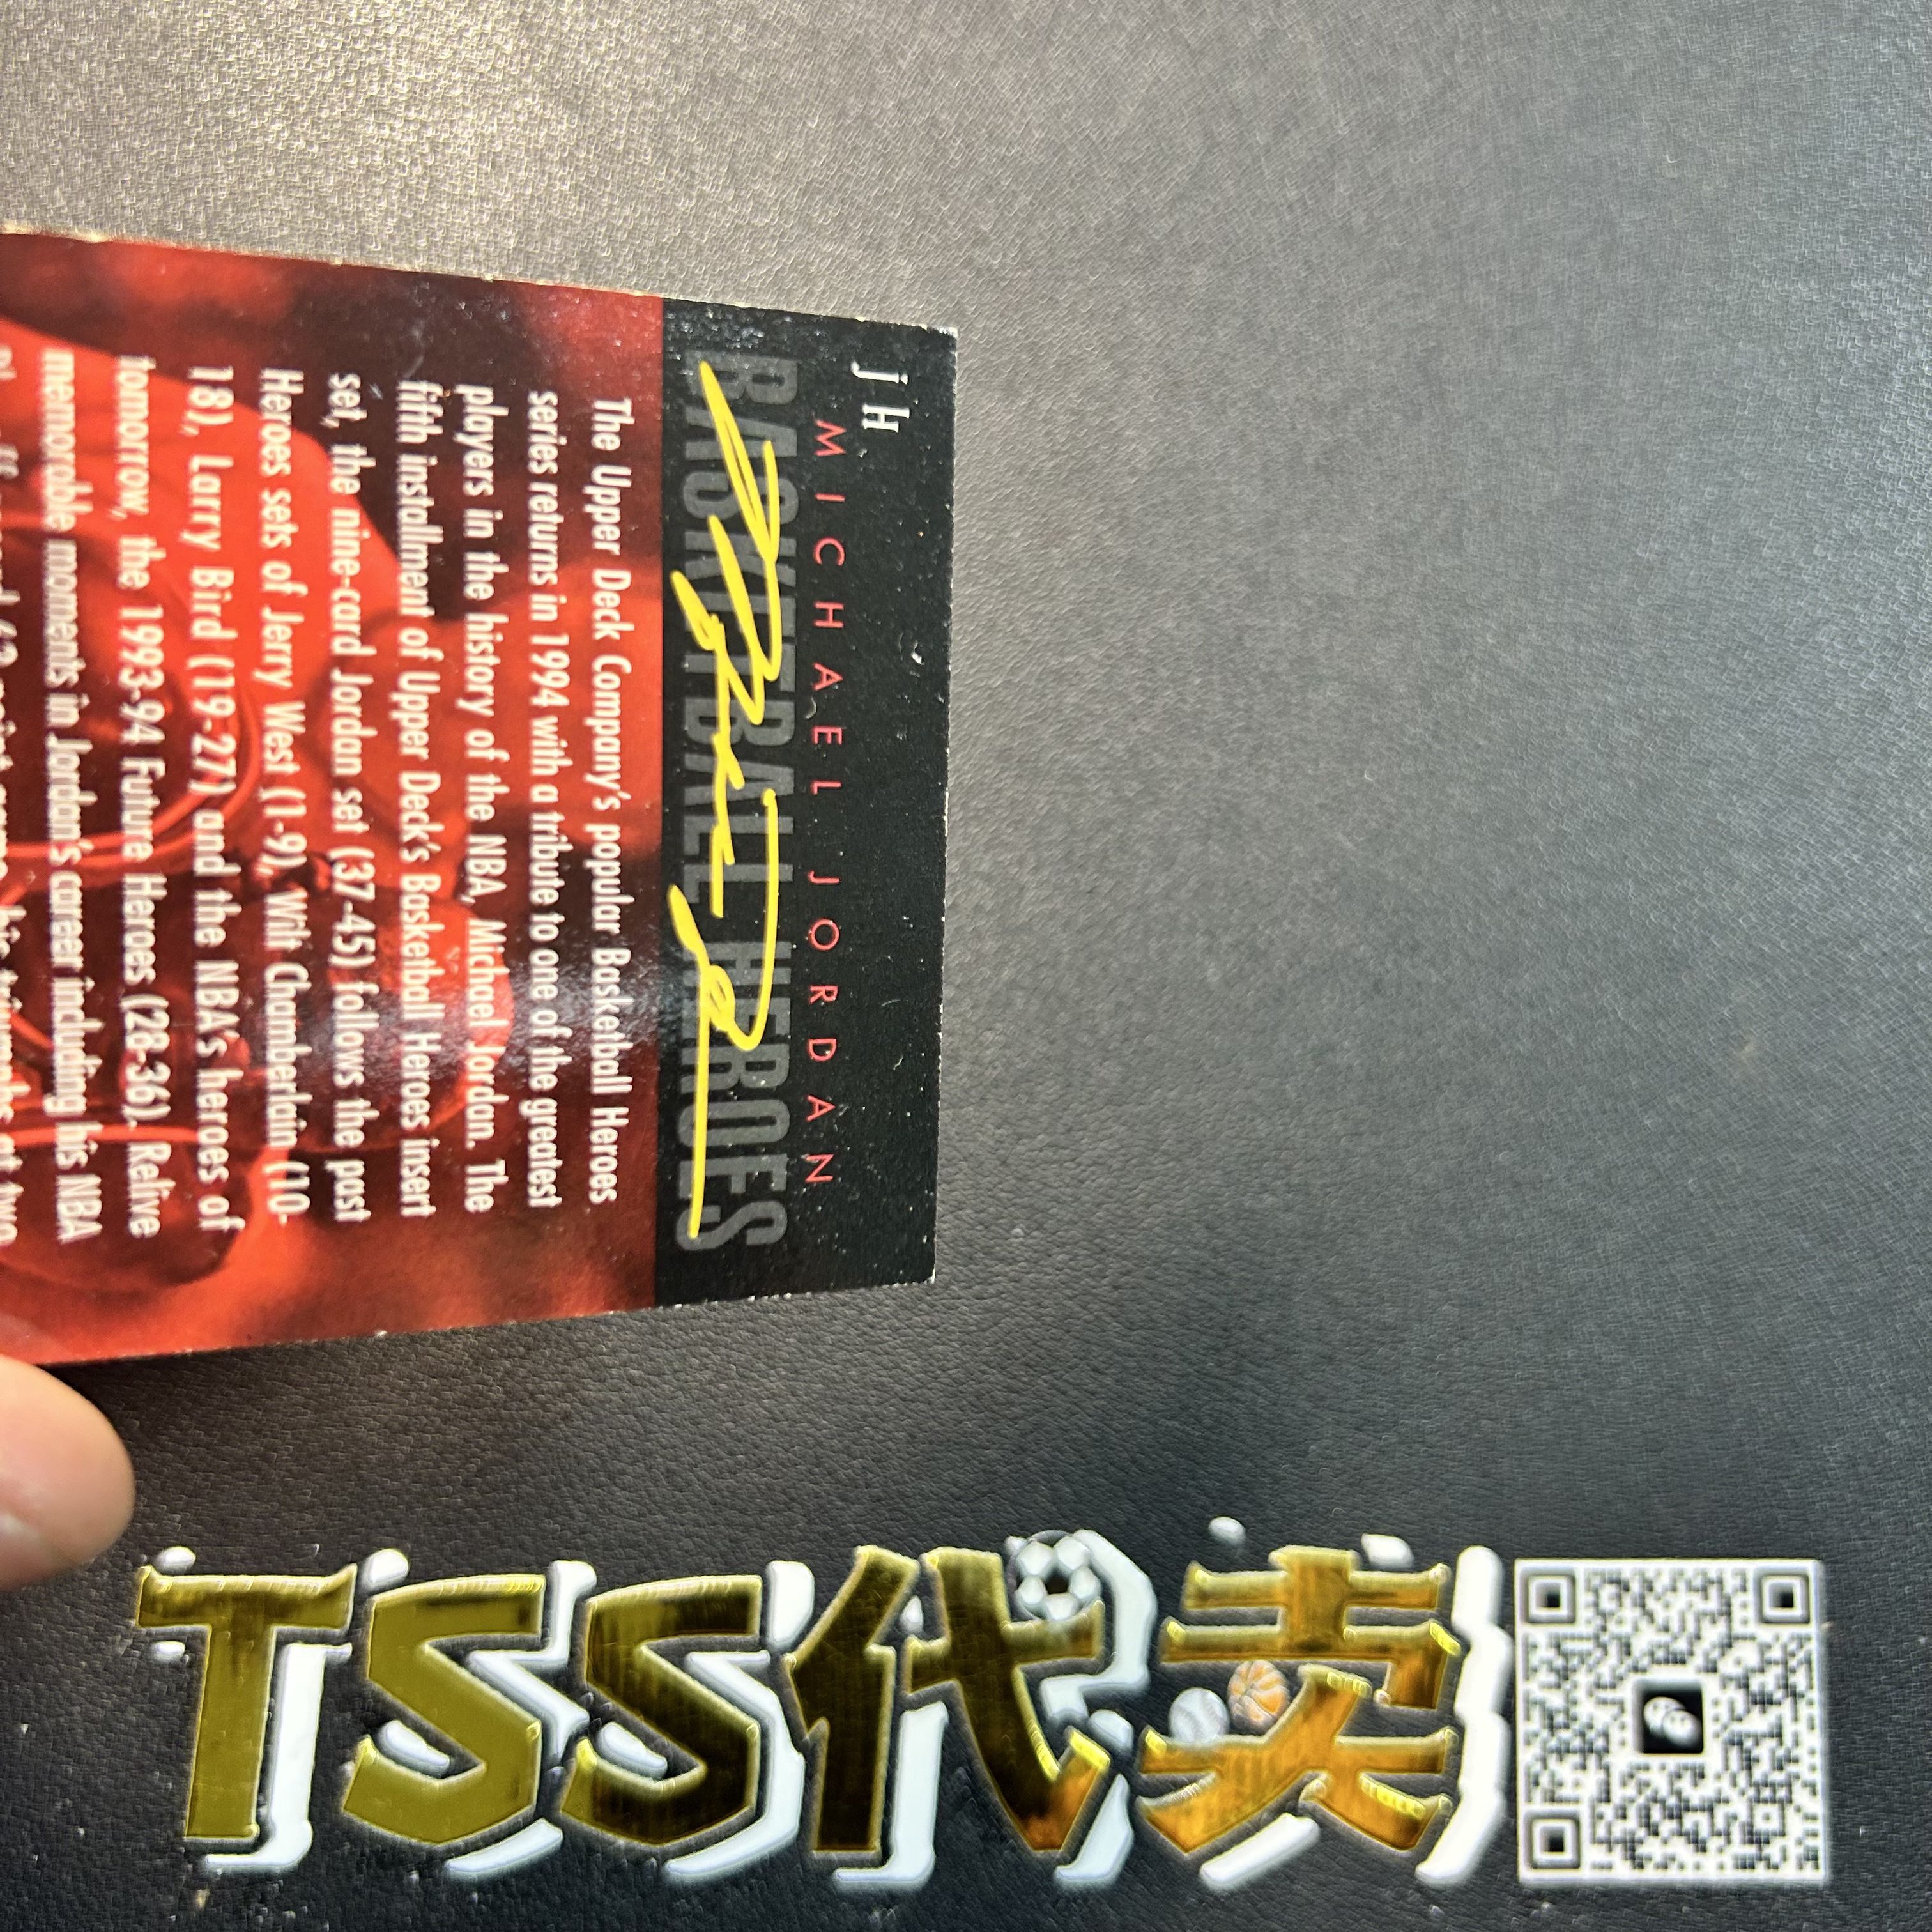 JH
MICHAEL JORDAN
BASKETBALL HEROES
The Upper Deck Company's popular Basketball Heroes
series returns in 1994 with a tribute to one of the greatest
players in the history of the NBA, Michael Jordan. The
fifth installment of Upper Deck's Basketball Heroes insert
set, the nine-card Jordan set (37-45) follows the past
Heroes sets of Jerry West (1-9), Wilt Chamberlain (10-
18), Larry Bird (19-27) and the NBA's heroes of
tomorrow, the 1993-94 Future Heroes (28-36). Relive
memorable moments in Jordan's career including his NBA
TSS代卖